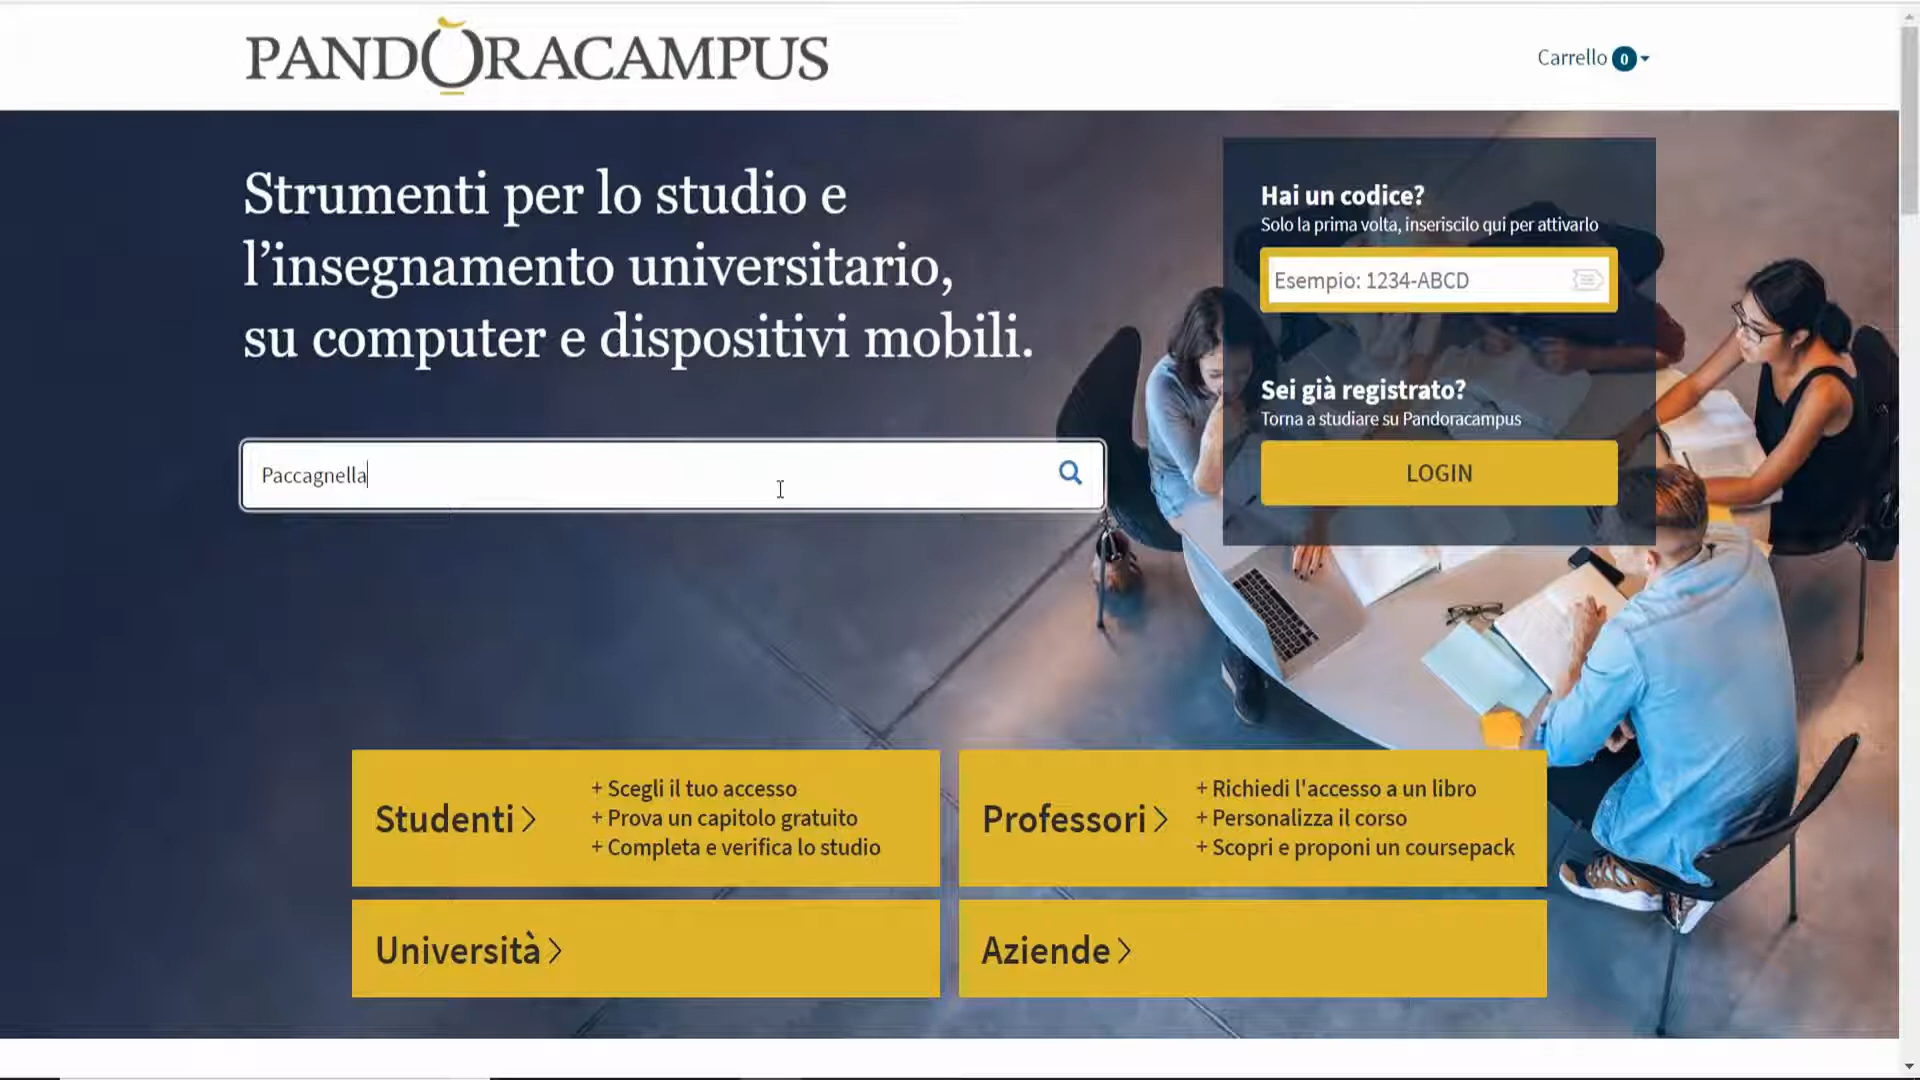 PANDORACAMPUS
Carrello 0
Strumenti per lo studio e
l’insegnamento universitario,
su computer e dispositivi mobili.
Paccagnella
Hai un codice?
Solo la prima volta, inseriscilo qui per attivarlo
Esempio: 1234-ABCD
Sei già registrato?
Torna a studiare su Pandoracampus
LOGIN
Studenti
+ Scegli il tuo accesso
+ Prova un capitolo gratuito
+ Completa e verifica lo studio
Professori
+ Richiedi l'accesso a un libro
+ Personalizza il corso
+ Scopri e proponi un coursepack
Università
Aziende